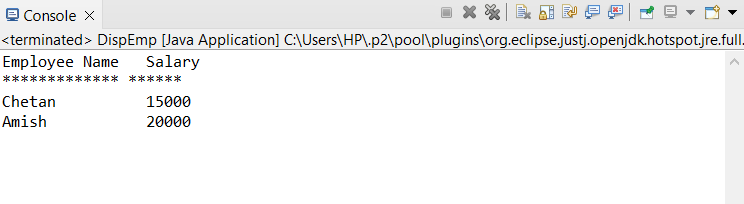 Console
<terminated> DispEmp [Java Application] C:\Users\HP\.p2\pool\plugins\org.eclipse.justj.openjdk.hotspot.jre.full.
Employee Name   Salary
************* ******
Chetan          15000
Amish           20000